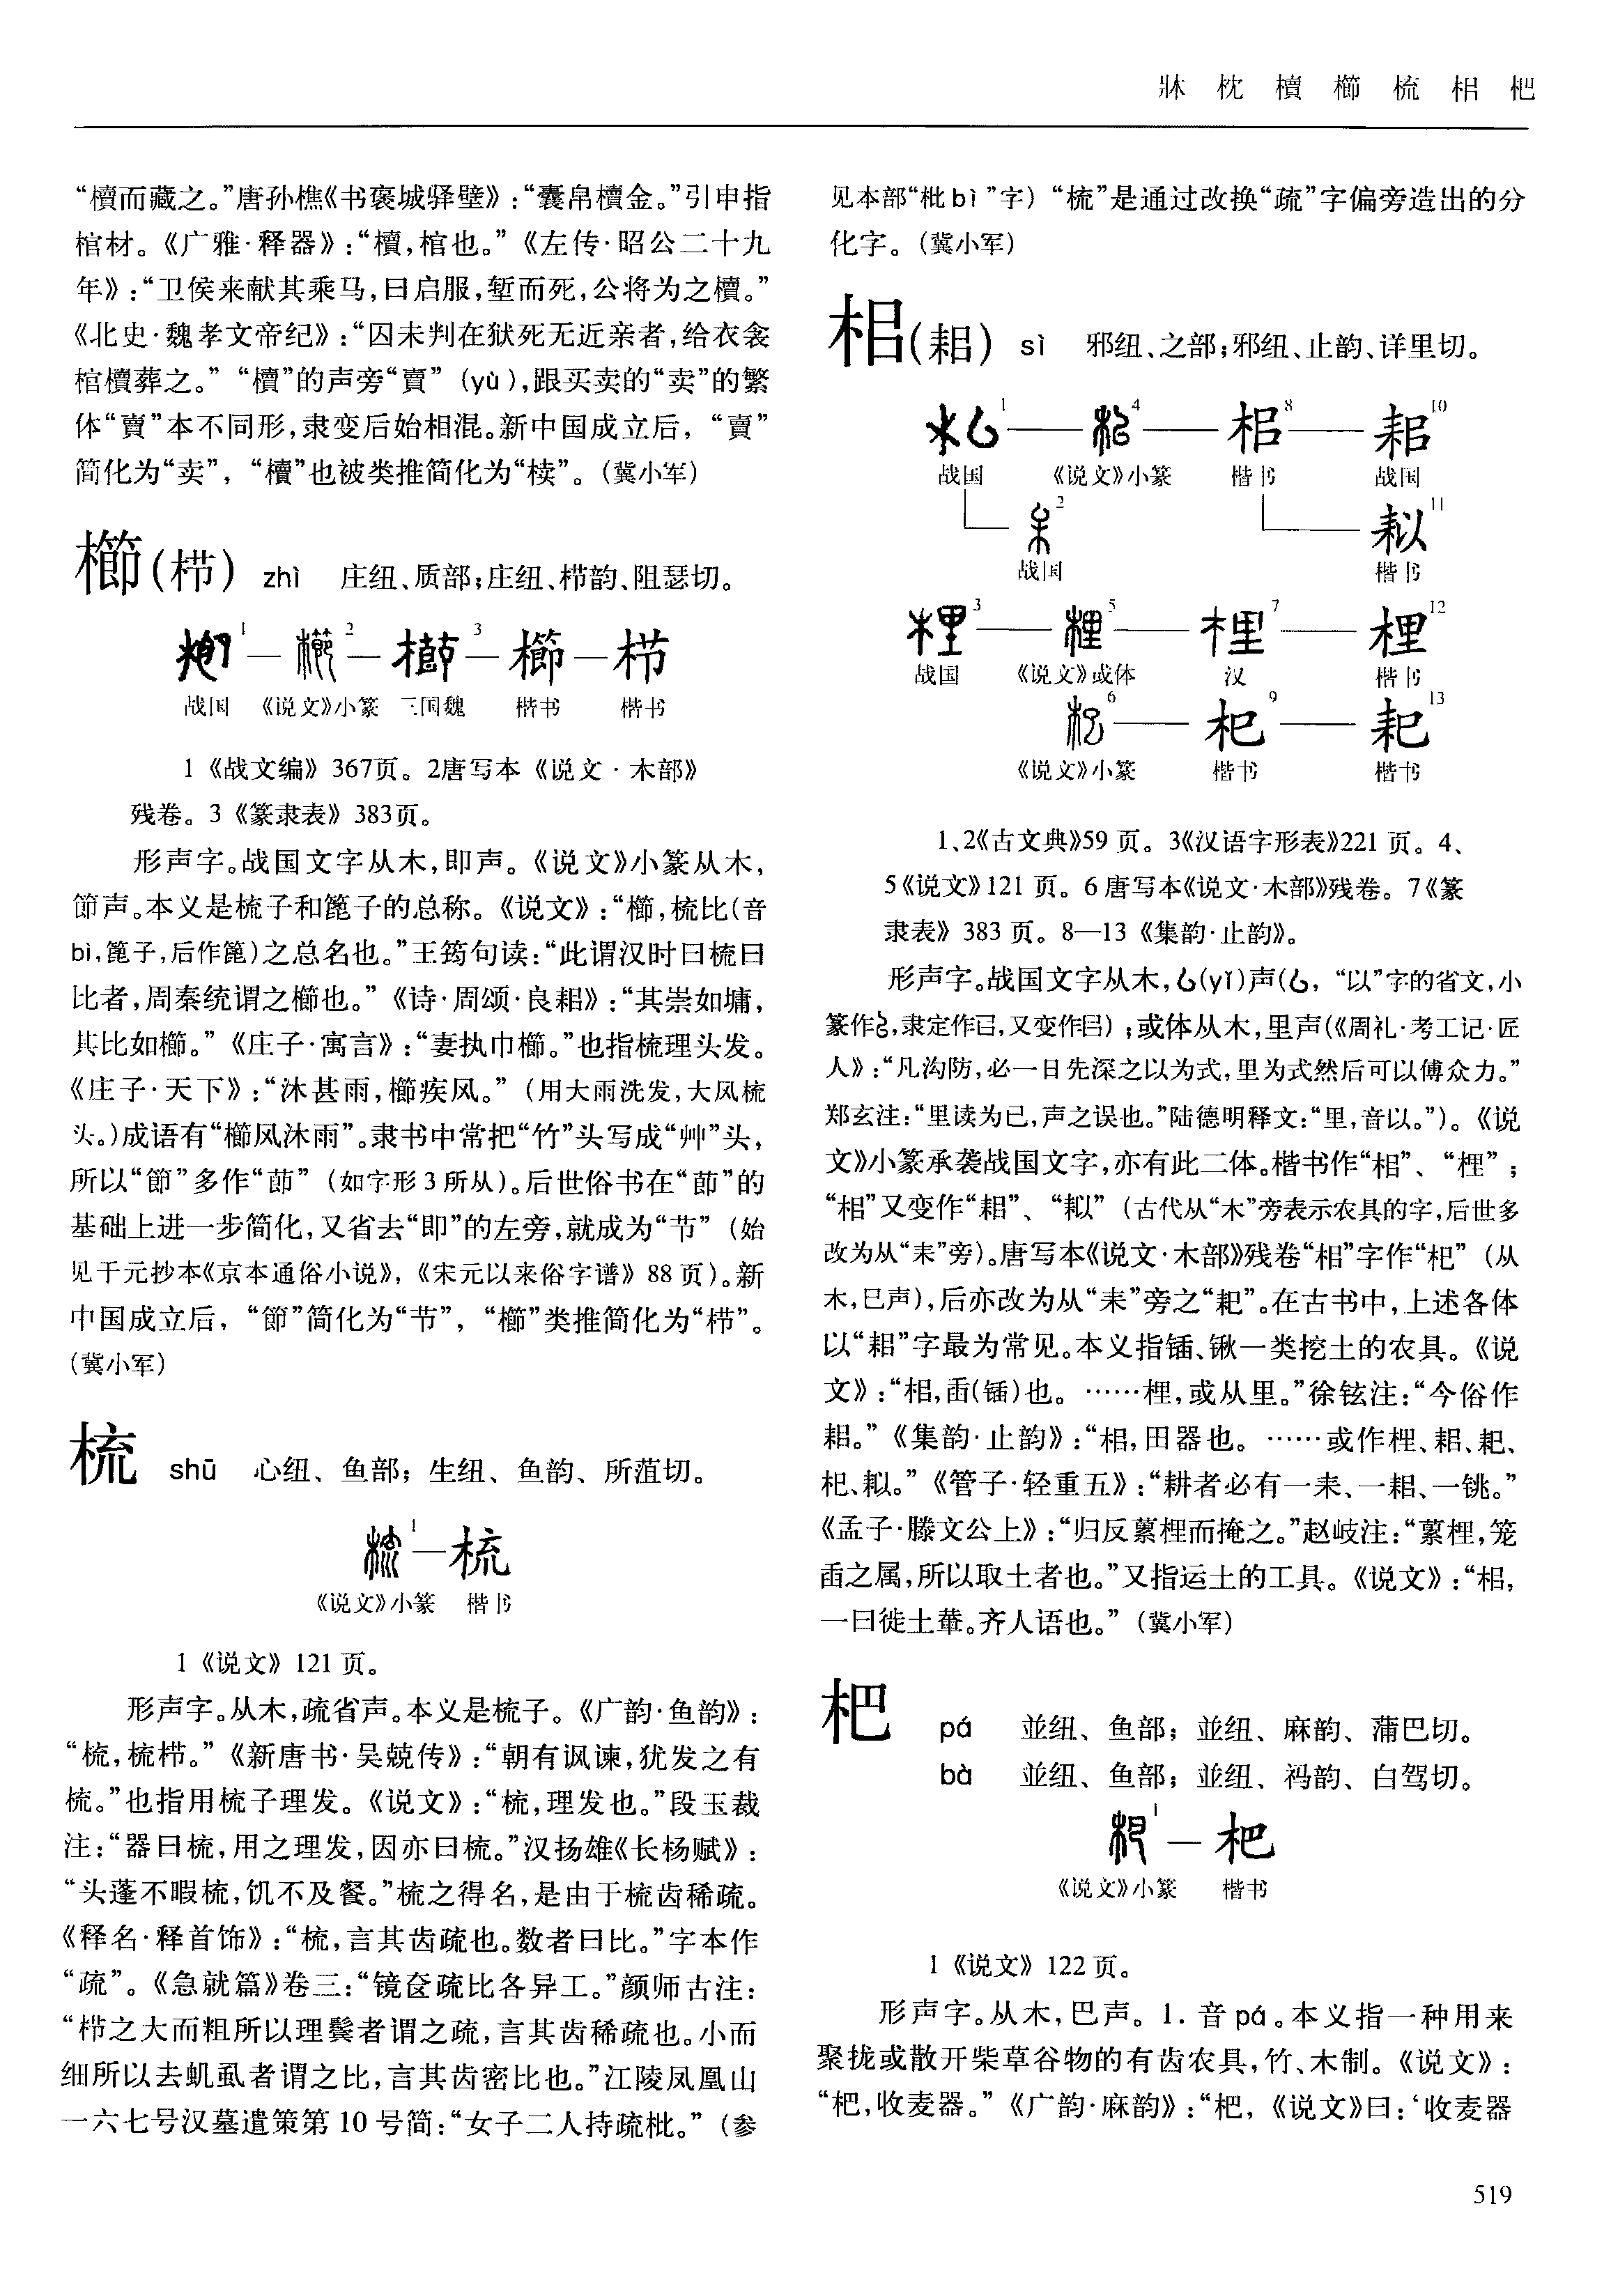 牀 枕 櫝 櫛 梳 梠 杷
“櫝而藏之。”唐孙樵《书褒城驿壁》:“囊帛櫝金。”引申指
棺材。《广雅·释器》:“櫝,棺也。”《左传·昭公二十九
年》:“卫侯来献其乘马,曰启服,堑而死,公将为之櫝。”
《北史·魏孝文帝纪》:“囚未判在狱死无近亲者,给衣衾
棺櫝葬之。”“櫝”的声旁“賣”(yù),跟买卖的“卖”的繁
体“賣”本不同形,隶变后始相混。新中国成立后,“賣”
简化为“卖”,“櫝”也被类推简化为“椟”。(冀小军)
櫛(栉) zhì 庄纽、质部;庄纽、栉韵、阻瑟切。
1 2 櫛3 櫛 栉
战国 《说文》小篆 三国魏 楷书 楷书
1《战文编》367页。2唐写本《说文·木部》
残卷。3《篆隶表》383页。
形声字。战国文字从木,即声。《说文》小篆从木,
節声。本义是梳子和篦子的总称。《说文》:“櫛,梳比(音
bì,篦子,后作篦)之总名也。”王筠句读:“此谓汉时曰梳曰
比者,周秦统谓之櫛也。”《诗·周颂·良耜》:“其崇如墉,
其比如櫛。”《庄子·寓言》:“妻执巾櫛。”也指梳理头发。
《庄子·天下》:“沐甚雨,櫛疾风。”(用大雨洗发,大风梳
头。)成语有“櫛风沐雨”。隶书中常把“竹”头写成“艸”头,
所以“節”多作“莭”(如字形3所从)。后世俗书在“莭”的
基础上进一步简化,又省去“即”的左旁,就成为“节”(始
见于元抄本《京本通俗小说》,《宋元以来俗字谱》88页)。新
中国成立后,“節”简化为“节”,“櫛”类推简化为“栉”。
(冀小军)
梳 shū 心纽、鱼部;生纽、鱼韵、所菹切。
1 梳
《说文》小篆 楷书
1《说文》121页。
形声字。从木,疏省声。本义是梳子。《广韵·鱼韵》:
“梳,梳栉。”《新唐书·吴兢传》:“朝有讽谏,犹发之有
梳。”也指用梳子理发。《说文》:“梳,理发也。”段玉裁
注:“器曰梳,用之理发,因亦曰梳。”汉扬雄《长杨赋》:
“头蓬不暇梳,饥不及餐。”梳之得名,是由于梳齿稀疏。
《释名·释首饰》:“梳,言其齿疏也。数者曰比。”字本作
“疏”。《急就篇》卷三:“镜奁疏比各异工。”颜师古注:
“栉之大而粗所以理鬓者谓之疏,言其齿稀疏也。小而
细所以去虮虱者谓之比,言其齿密比也。”江陵凤凰山
一六七号汉墓遣策第10号简:“女子二人持疏枇。”(参
见本部“枇bì”字)“梳”是通过改换“疏”字偏旁造出的分
化字。(冀小军)
梠(耜) sì 邪纽、之部;邪纽、止韵、详里切。
1 4 梠8 耜10
战国 《说文》小篆 楷书 战国
2 耛11
战国 楷书
梩3 梩5 梩7 梩12
战国 《说文》或体 汉 楷书
6 杞9 耙13
《说文》小篆 楷书 楷书
1、2《古文典》59页。3《汉语字形表》221页。4、
5《说文》121页。6唐写本《说文·木部》残卷。7《篆
隶表》383页。8—13《集韵·止韵》。
形声字。战国文字从木,(yǐ)声(,“以”字的省文,小
篆作,隶定作㠯,又变作㠯);或体从木,里声(《周礼·考工记·匠
人》:“凡沟防,必一日先深之以为式,里为式然后可以傅众力。”
郑玄注:“里读为已,声之误也。”陆德明释文:“里,音以。”)。《说
文》小篆承袭战国文字,亦有此二体。楷书作“梠”、“梩”;
“梠”又变作“耜”、“”(古代从“木”旁表示农具的字,后世多
改为从“耒”旁)。唐写本《说文·木部》残卷“梠”字作“杞”(从
木,巳声),后亦改为从“耒”旁之“”。在古书中,上述各体
以“耜”字最为常见。本义指锸、锹一类挖土的农具。《说
文》:“梠,臿(锸)也。……梩,或从里。”徐铉注:“今俗作
耜。”《集韵·止韵》:“梠,田器也。……或作梩、耜、、
杞、。”《管子·轻重五》:“耕者必有一耒、一耜、一铫。”
《孟子·滕文公上》:“归反蔂梩而掩之。”赵岐注:“蔂梩,笼
臿之属,所以取土者也。”又指运土的工具。《说文》:“梠,
一曰徙土輂。齐人语也。”(冀小军)
杷 pá 並纽、鱼部;並纽、麻韵、蒲巴切。
bà 並纽、鱼部;並纽、祃韵、白驾切。
1 杷
《说文》小篆 楷书
1《说文》122页。
形声字。从木,巴声。1. 音pá。本义指一种用来
聚拢或散开柴草谷物的有齿农具,竹、木制。《说文》:
“杷,收麦器。”《广韵·麻韵》:“杷,《说文》曰:‘收麦器
519